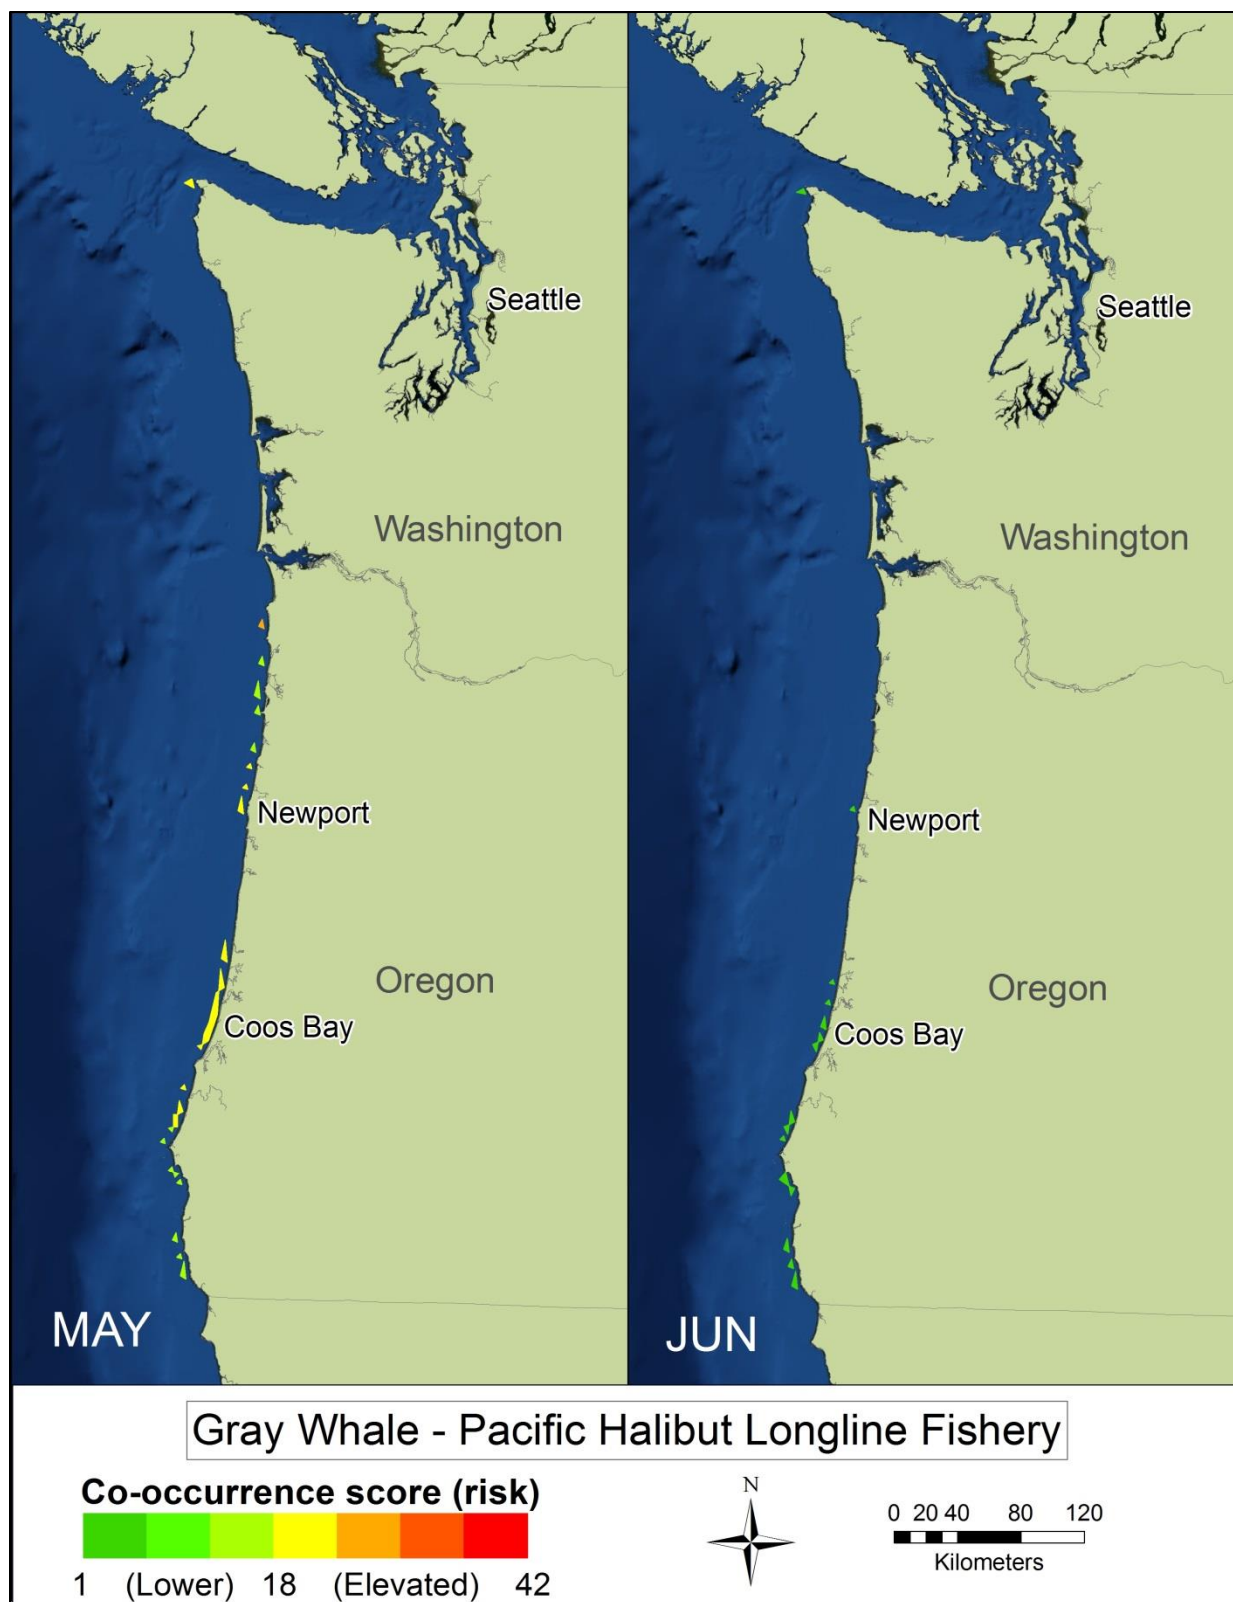 Seattle
Washington
Newport
Oregon
Coos Bay
MAY
Seattle
Washington
Newport
Oregon
Coos Bay
JUN
Gray Whale - Pacific Halibut Longline Fishery
Co-occurrence score (risk)
1 (Lower) 18 (Elevated) 42
N
0 20 40 80 120
Kilometers